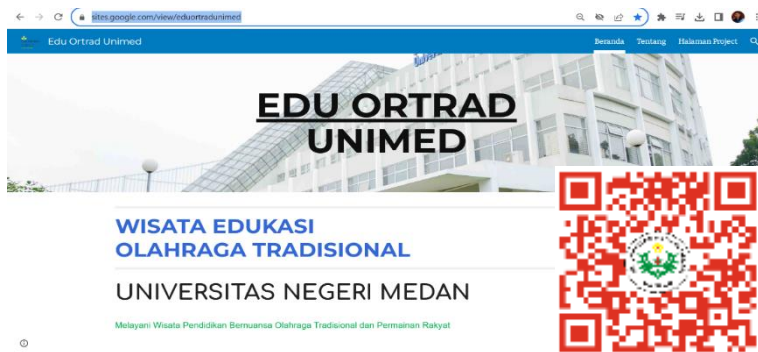 sites.google.com/view/eduortradunimed
Edu Ortrad Unimed
Beranda Tentang Halaman Project
EDU ORTRAD
UNIMED
WISATA EDUKASI
OLAHRAGA TRADISIONAL
UNIVERSITAS NEGERI MEDAN
Melayani Wisata Pendidikan Bernuansa Olahraga Tradisional dan Permainan Rakyat